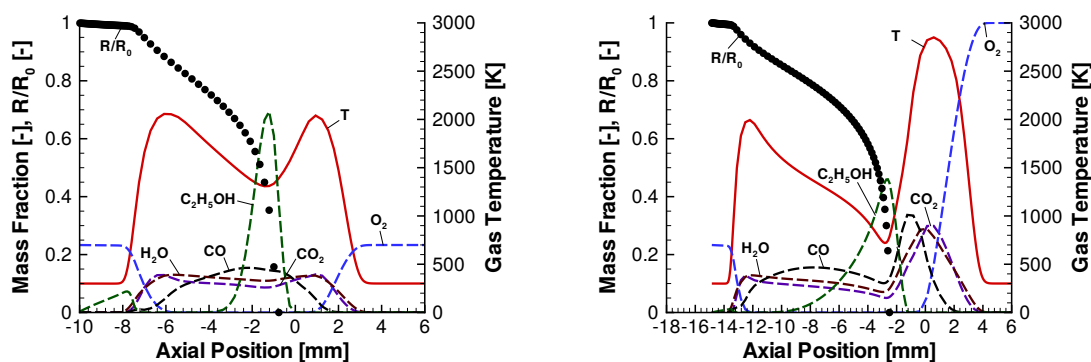 Mass Fraction [-], R/R0 [-]
1
0.8
0.6
0.4
0.2
0
-10 -8 -6 -4 -2 0 2 4 6
Axial Position [mm]
3000
2500
2000
1500
1000
500
0
Gas Temperature [K]
R/R0
T
C2H5OH
O2
H2O
CO
CO2
Mass Fraction [-], R/R0 [-]
1
0.8
0.6
0.4
0.2
0
-18 -16 -14 -12 -10 -8 -6 -4 -2 0 2 4 6
Axial Position [mm]
3000
2500
2000
1500
1000
500
0
Gas Temperature [K]
R/R0
T
O2
C2H5OH
CO2
H2O
CO